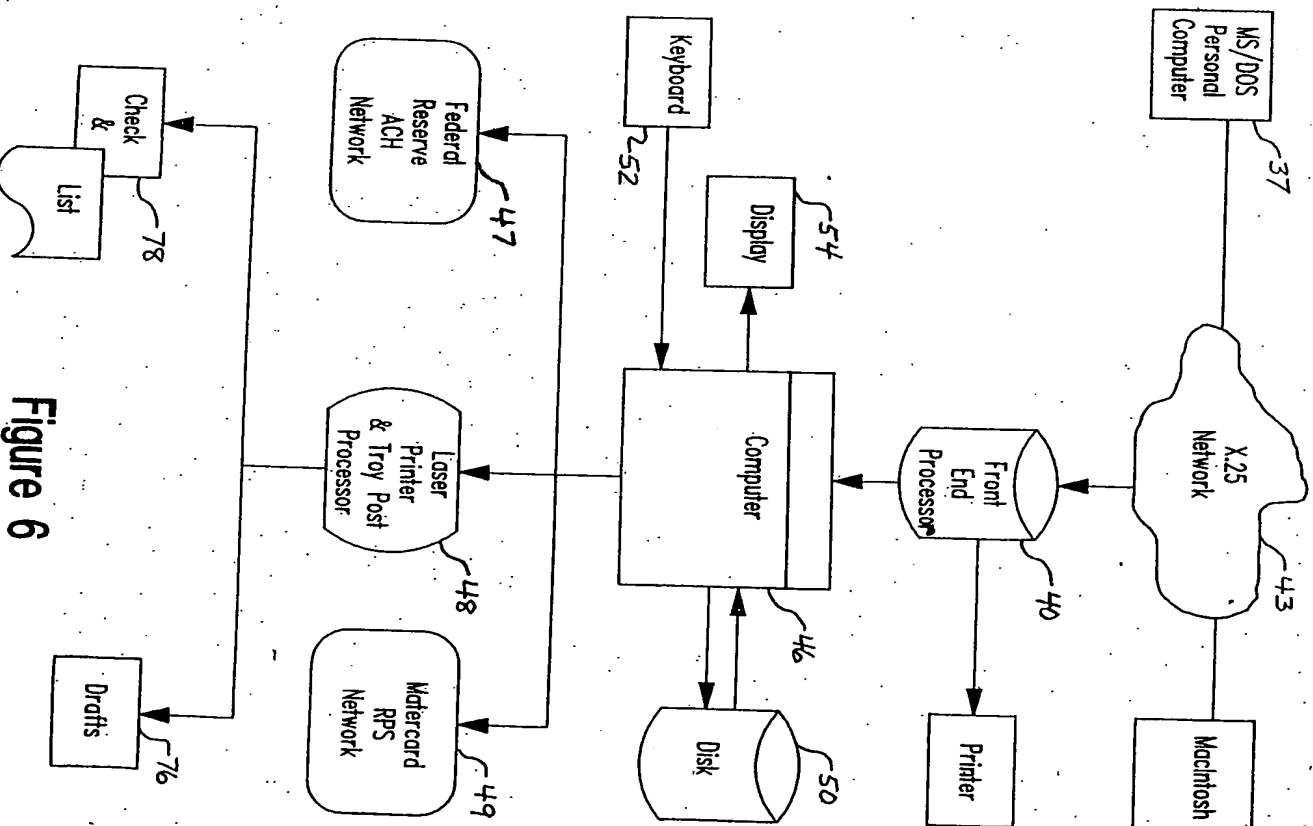 MS/DOS
Personal
Computer
37
X.25
Network
43
MacIntosh
Front
End
Processor
40
Printer
Keyboard
52
Display
54
Computer
46
Disk
50
Federal
Reserve
ACH
Network
47
Laser
Printer
& Troy Post
Processor
48
Matercard
RPS
Network
49
Check
&
List
78
Drafts
76
Figure 6